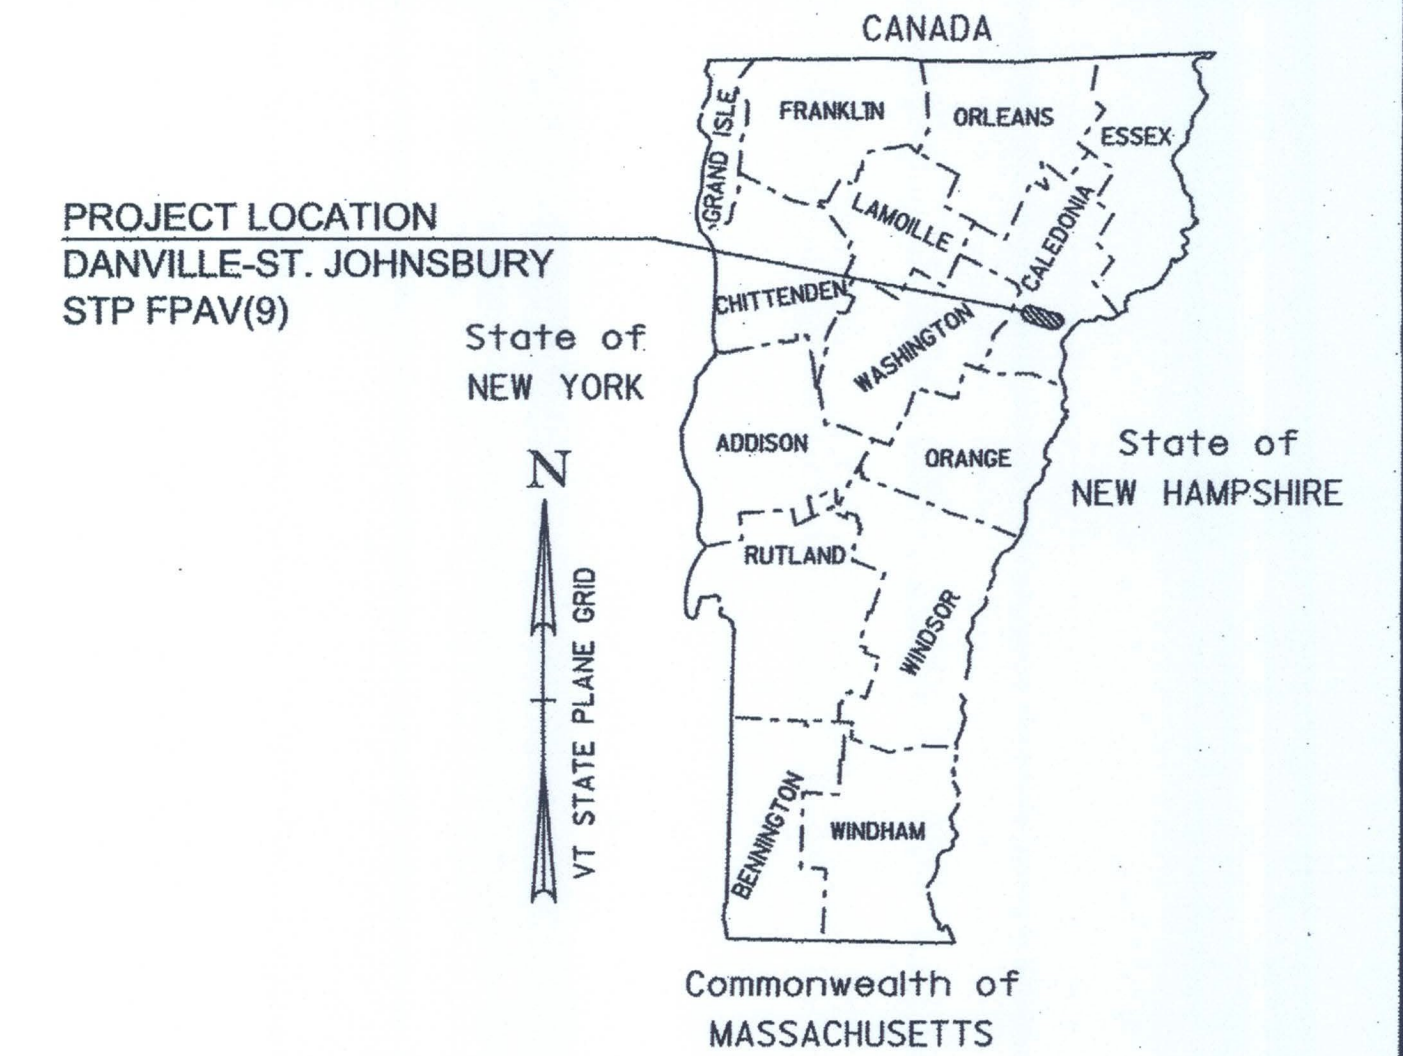 CANADA
GRAND ISLE
FRANKLIN
ORLEANS
ESSEX
LAMOILLE
CALEDONIA
PROJECT LOCATION
DANVILLE-ST. JOHNSBURY
STP FPAV(9)
CHITTENDEN
WASHINGTON
State of
NEW YORK
ADDISON
ORANGE
State of
NEW HAMPSHIRE
N
VT STATE PLANE GRID
RUTLAND
WINDSOR
BENNINGTON
WINDHAM
Commonwealth of
MASSACHUSETTS